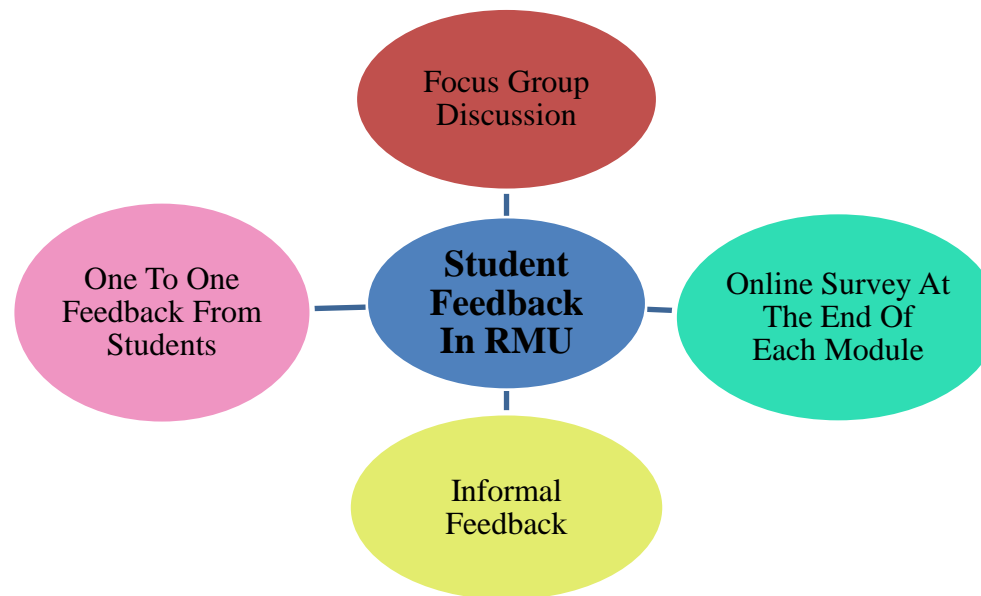 Focus Group
Discussion
One To One
Feedback From
Students
Student
Feedback
In RMU
Online Survey At
The End Of
Each Module
Informal
Feedback